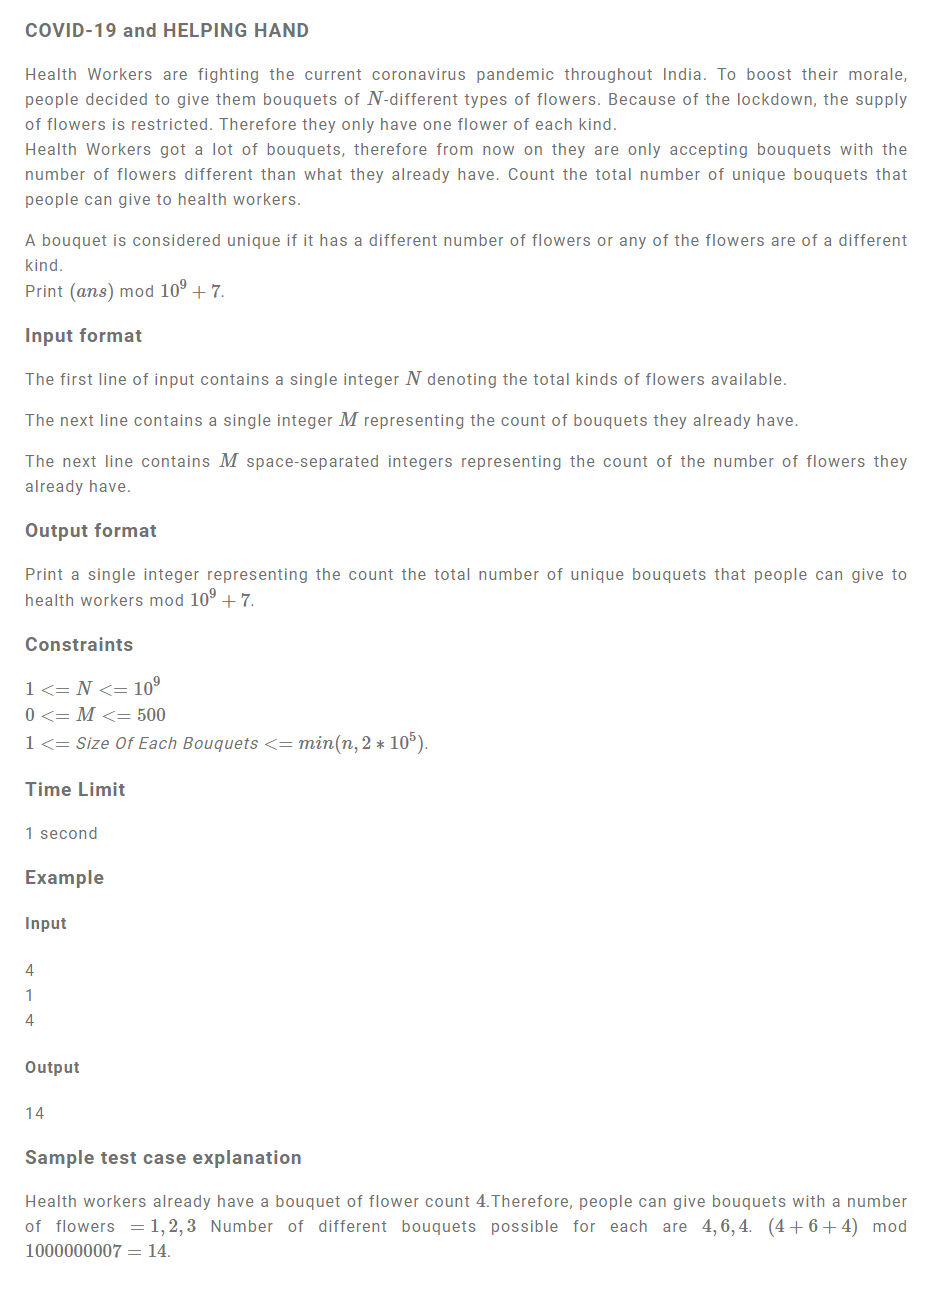 COVID-19 and HELPING HAND
Health Workers are fighting the current coronavirus pandemic throughout India. To boost their morale,
people decided to give them bouquets of N-different types of flowers. Because of the lockdown, the supply
of flowers is restricted. Therefore they only have one flower of each kind.
Health Workers got a lot of bouquets, therefore from now on they are only accepting bouquets with the
number of flowers different than what they already have. Count the total number of unique bouquets that
people can give to health workers.
A bouquet is considered unique if it has a different number of flowers or any of the flowers are of a different
kind.
Print (ans) mod 10⁹ + 7.
Input format
The first line of input contains a single integer N denoting the total kinds of flowers available.
The next line contains a single integer M representing the count of bouquets they already have.
The next line contains M space-separated integers representing the count of the number of flowers they
already have.
Output format
Print a single integer representing the count the total number of unique bouquets that people can give to
health workers mod 10⁹ + 7.
Constraints
1 <= N <= 10⁹
0 <= M <= 500
1 <= Size Of Each Bouquets <= min(n, 2 * 10⁵).
Time Limit
1 second
Example
Input
4
1
4
Output
14
Sample test case explanation
Health workers already have a bouquet of flower count 4.Therefore, people can give bouquets with a number
of flowers = 1, 2, 3 Number of different bouquets possible for each are 4, 6, 4. (4 + 6 + 4) mod
1000000007 = 14.